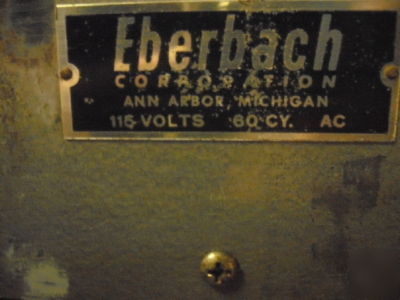 Eberbach
CORPORATION
ANN ARBOR, MICHIGAN
115 VOLTS 60 CY. AC